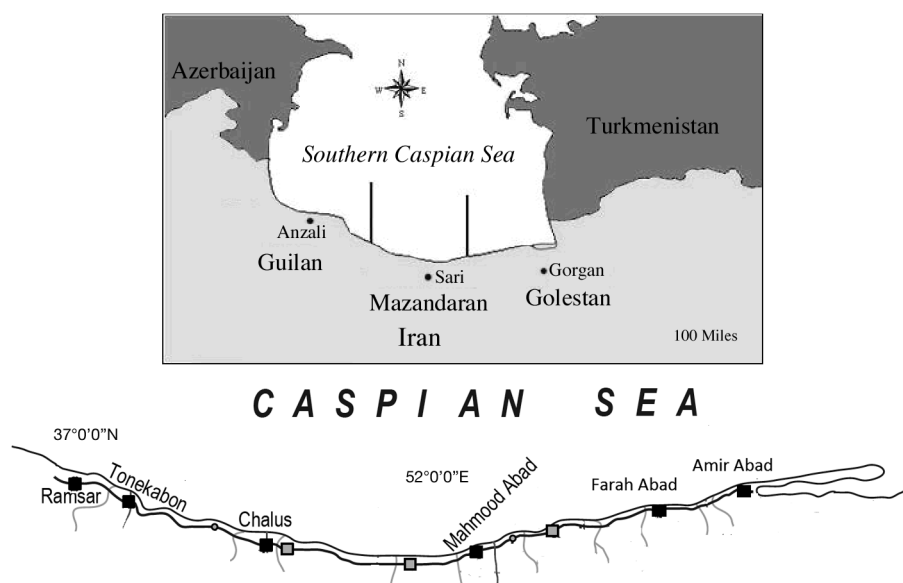 Azerbaijan
N
W E
S
Turkmenistan
Southern Caspian Sea
Anzali
Guilan
Sari
Gorgan
Mazandaran
Golestan
Iran
100 Miles
CASPIAN SEA
37°0'0"N
52°0'0"E
Ramsar
Tonekabon
Chalus
Mahmood Abad
Farah Abad
Amir Abad